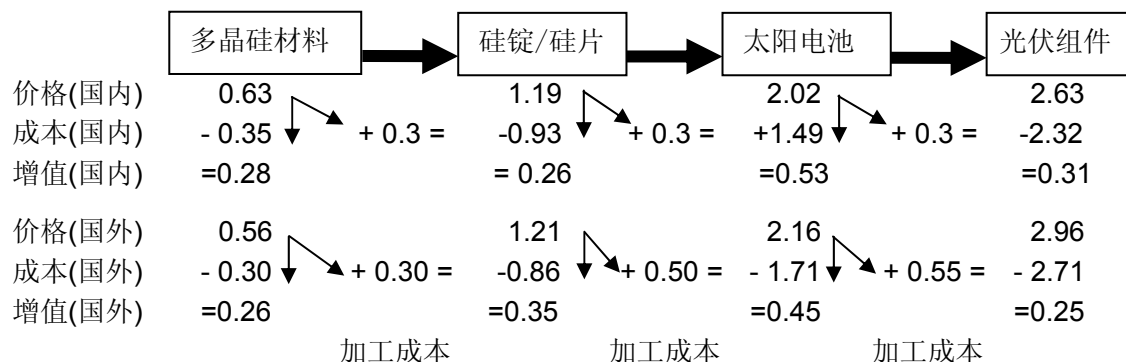 多晶硅材料 硅锭/硅片 太阳电池 光伏组件
价格(国内) 0.63 1.19 2.02 2.63
成本(国内) - 0.35 + 0.3 = -0.93 + 0.3 = +1.49 + 0.3 = -2.32
增值(国内) =0.28 = 0.26 =0.53 =0.31
价格(国外) 0.56 1.21 2.16 2.96
成本(国外) - 0.30 + 0.30 = -0.86 + 0.50 = - 1.71 + 0.55 = - 2.71
增值(国外) =0.26 =0.35 =0.45 =0.25
加工成本 加工成本 加工成本